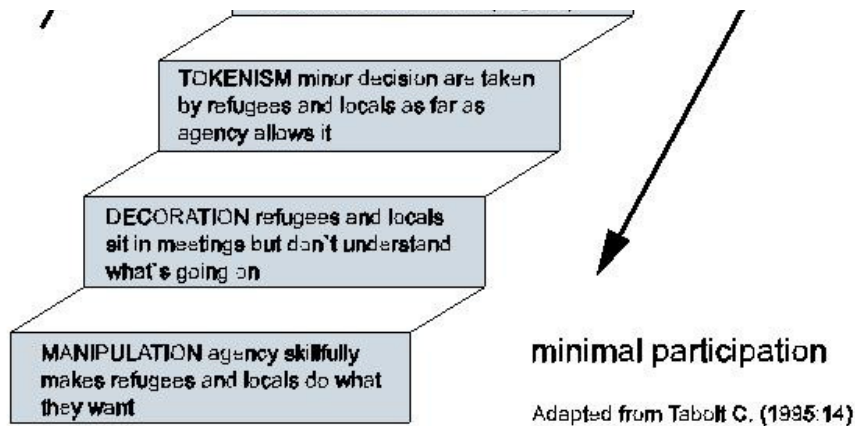 TOKENISM minor decision are taken
by refugees and locals as far as
agency allows it
DECORATION refugees and locals
sit in meetings but don`t understand
what`s going on
MANIPULATION agency skillfully
makes refugees and locals do what
they want
minimal participation
Adapted from Tabolt C. (1995:14)